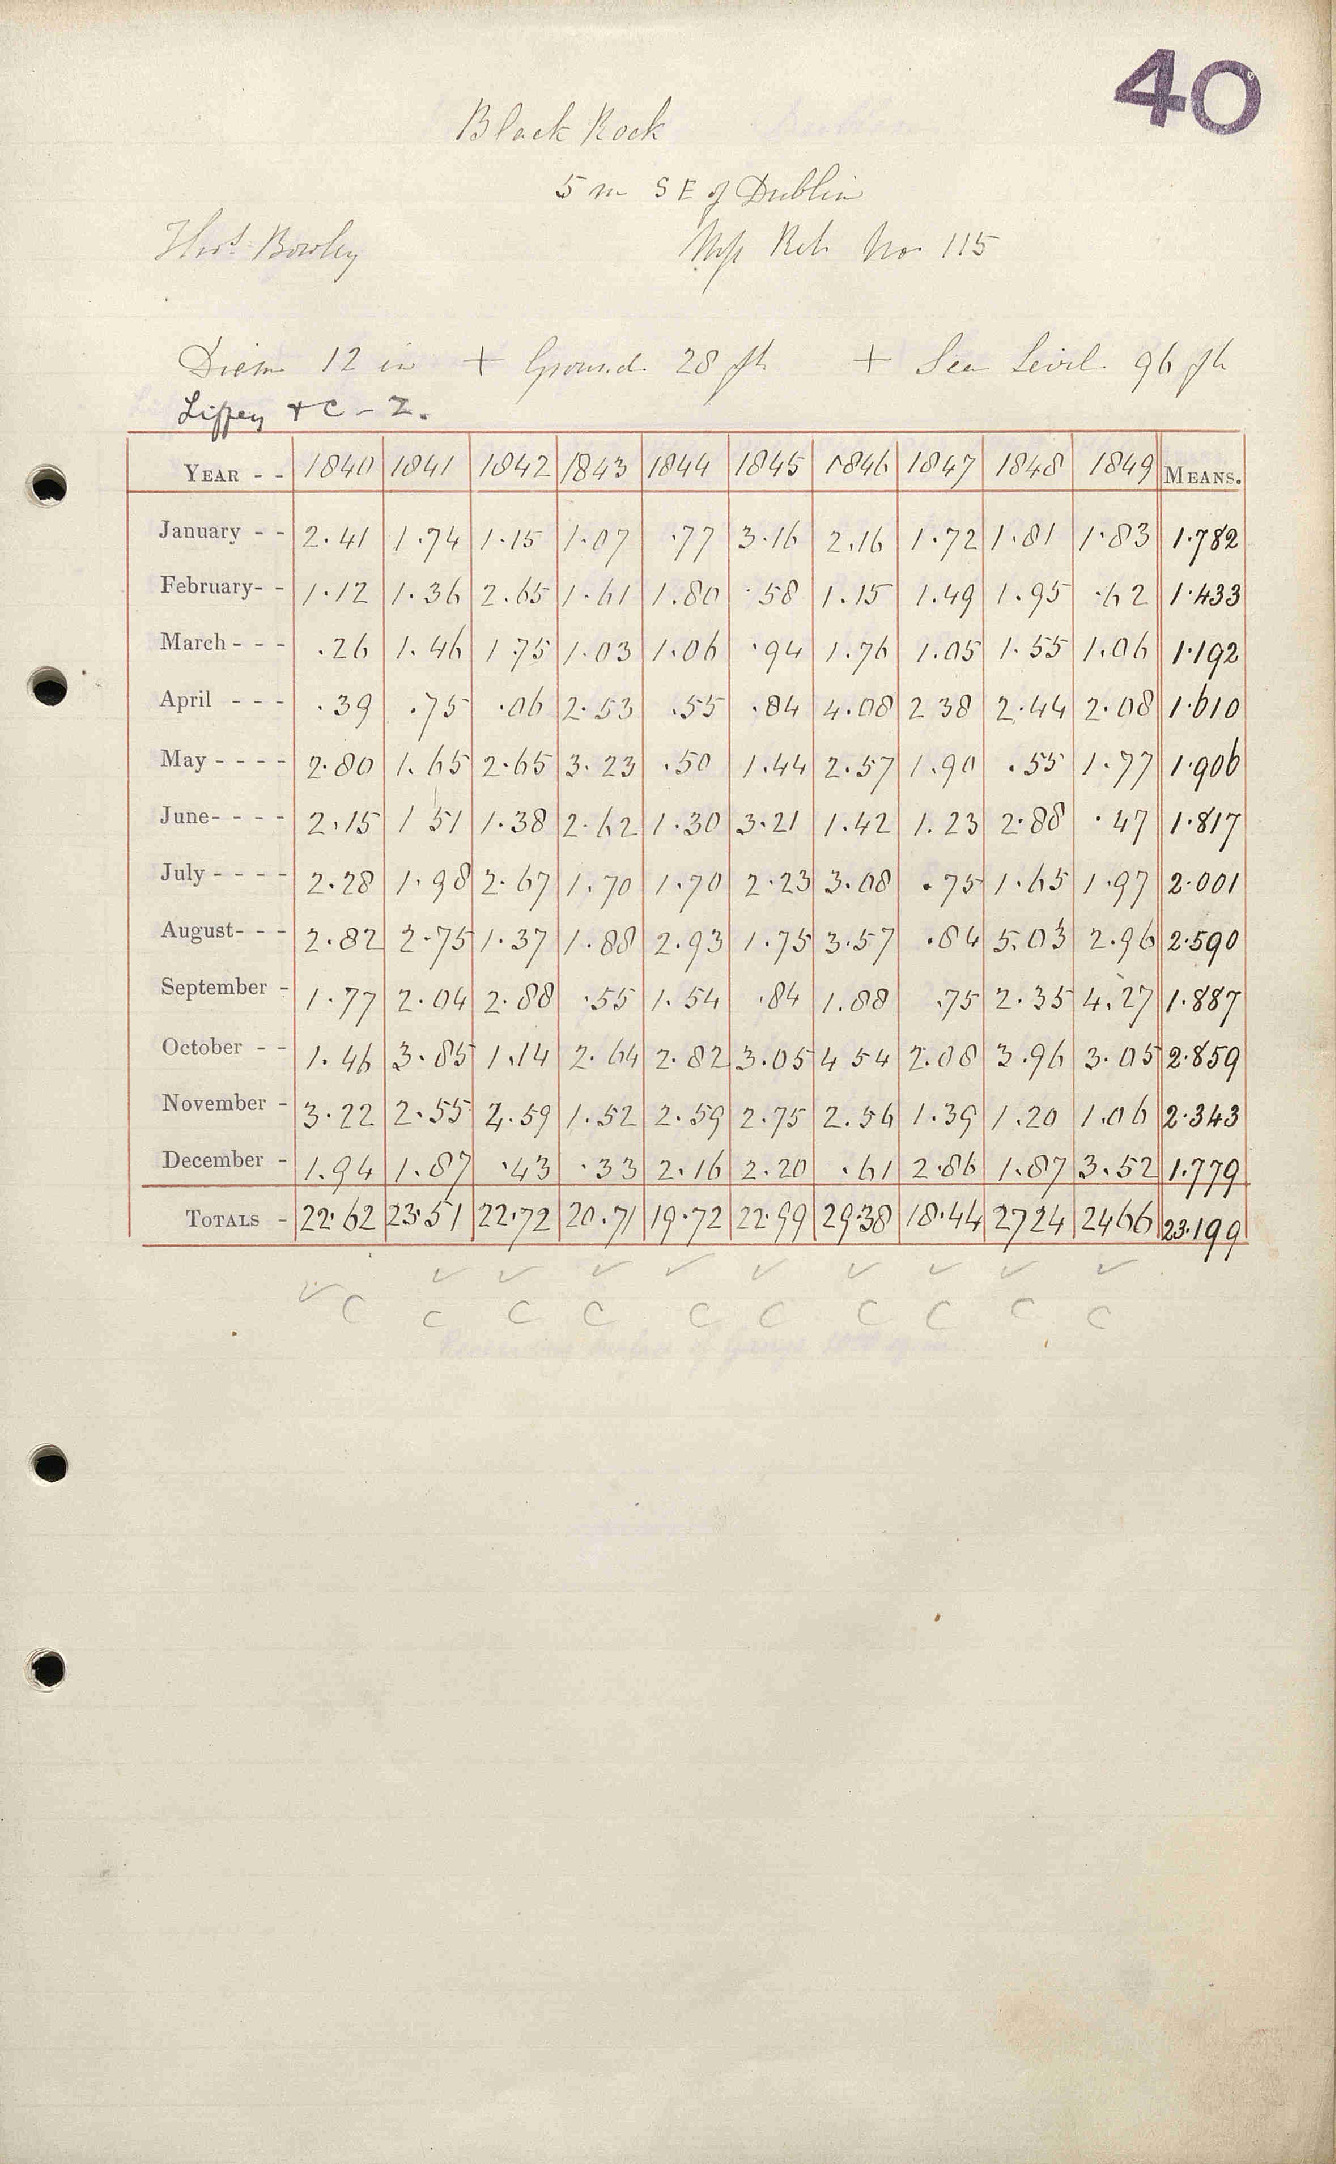 40
Black Rock
5 m S E of Dublin
Thos. Bowley Mss Ret. No. 115
Diam 12 in + Ground 28 ft + Sea Level 96 ft
Liffey & C - Z.
YEAR - - 1840 1841 1842 1843 1844 1845 1846 1847 1848 1849 MEANS.
January - - 2.41 1.74 1.15 1.07 .77 3.16 2.16 1.72 1.81 1.83 1.782
February- - 1.12 1.36 2.65 1.61 1.80 .58 1.15 1.49 1.95 .62 1.433
March - - - .26 1.46 1.75 1.03 1.06 .94 1.76 1.05 1.55 1.06 1.192
April - - - .39 .75 .06 2.53 .55 .84 4.08 2 38 2.44 2.08 1.610
May - - - - 2.80 1.65 2.65 3.23 .50 1.44 2.57 1.90 .55 1.77 1.906
June- - - - 2.15 1 51 1.38 2.62 1.30 3.21 1.42 1.23 2.88 .47 1.817
July - - - - 2.28 1.98 2.67 1.70 1.70 2.23 3.08 .75 1.65 1.97 2.001
August- - - 2.82 2.75 1.37 1.88 2.93 1.75 3.57 .84 5.03 2.96 2.590
September - 1.77 2.04 2.88 .55 1.54 .84 1.88 .75 2.35 4.27 1.887
October - - 1.46 3.85 1.14 2.64 2.82 3.05 4 54 2.08 3.96 3.05 2.859
November - 3.22 2.55 4.59 1.52 2.59 2.75 2.56 1.39 1.20 1.06 2.343
December - 1.94 1.87 .43 .33 2.16 2.20 .61 2.86 1.87 3.52 1.779
TOTALS - 22.62 23.51 22.72 20.71 19.72 22.99 29.38 18.44 27 24 24 66 23.199
C C C C C C C C C C